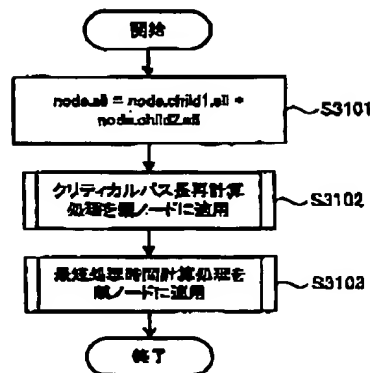 開始
node.all = node.child1.all +
node.child2.all
S3101
クリティカルパス長再計算
処理を親ノードに適用
S3102
最速処理時間計算処理を
親ノードに適用
S3103
終了